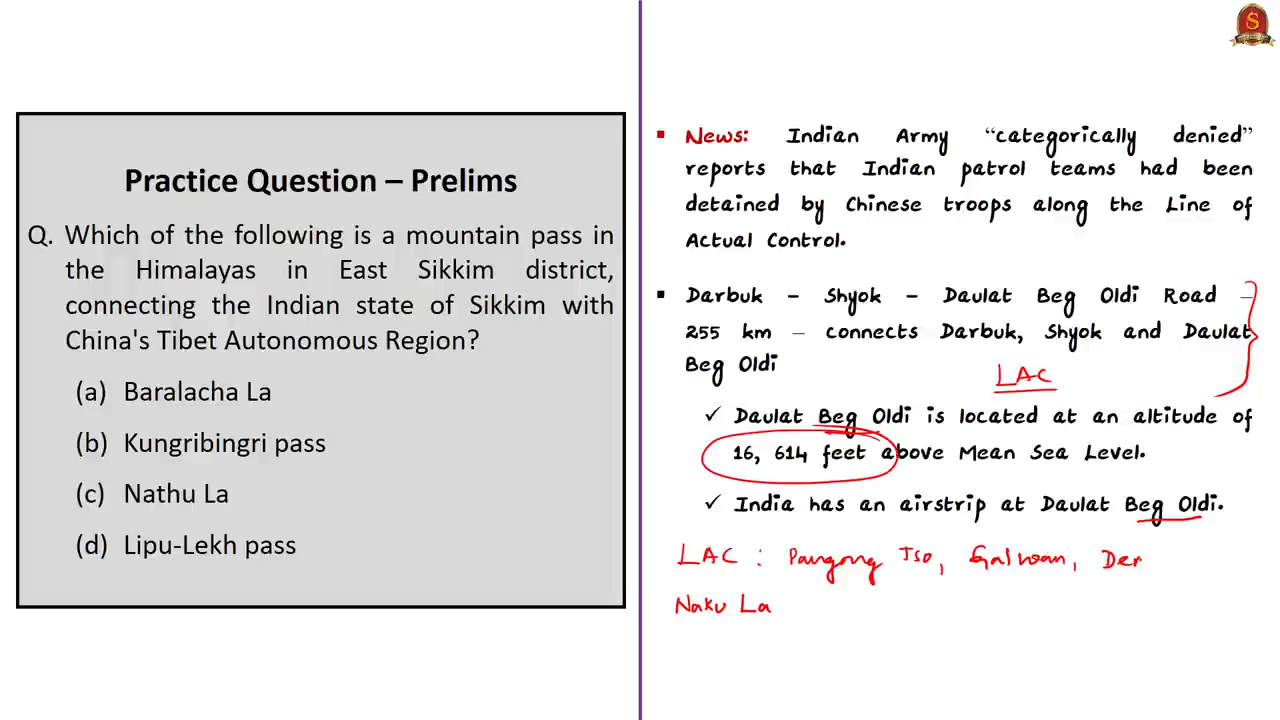 Practice Question – Prelims
Q. Which of the following is a mountain pass in
the Himalayas in East Sikkim district,
connecting the Indian state of Sikkim with
China's Tibet Autonomous Region?
(a) Baralacha La
(b) Kungribingri pass
(c) Nathu La
(d) Lipu-Lekh pass
▪ News: Indian Army “categorically denied”
reports that Indian patrol teams had been
detained by Chinese troops along the Line of
Actual Control.
▪ Darbuk – Shyok – Daulat Beg Oldi Road –
255 km – connects Darbuk, Shyok and Daulat
Beg Oldi
LAC
✓ Daulat Beg Oldi is located at an altitude of
16, 614 feet above Mean Sea Level.
✓ India has an airstrip at Daulat Beg Oldi.
LAC : Pangong Tso, Galwan, Der
Naku La
S